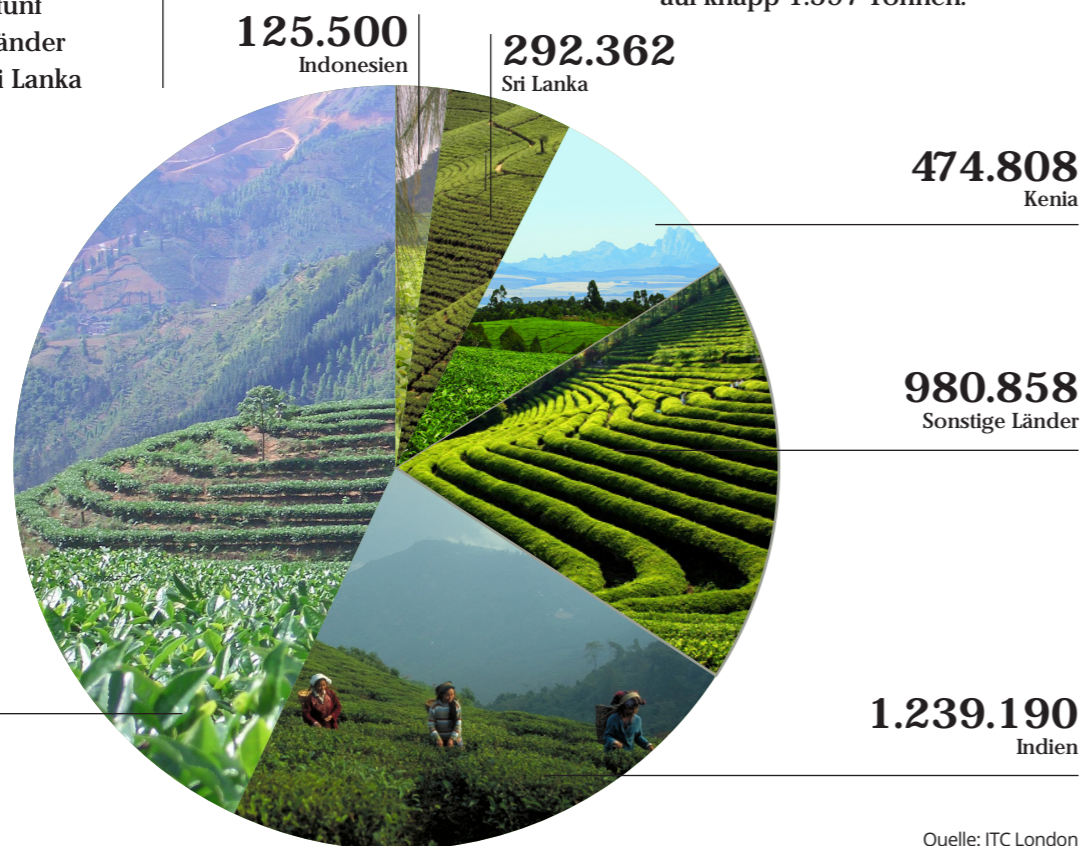 fünf
änder
i Lanka
125.500
Indonesien
292.362
Sri Lanka
474.808
Kenia
980.858
Sonstige Länder
1.239.190
Indien
Quelle: ITC London